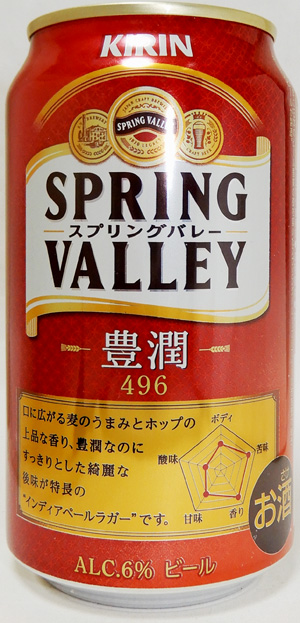 KIRIN
SPRING VALLEY
SPRING
スプリングバレー
VALLEY
豊潤
496
口に広がる麦のうまみとホップの
上品な香り、豊潤なのに
すっきりとした綺麗な
後味が特長の
“インディアペールラガー”です。
ボディ
苦味
香り
甘味
酸味
お酒
ALC.6% ビール